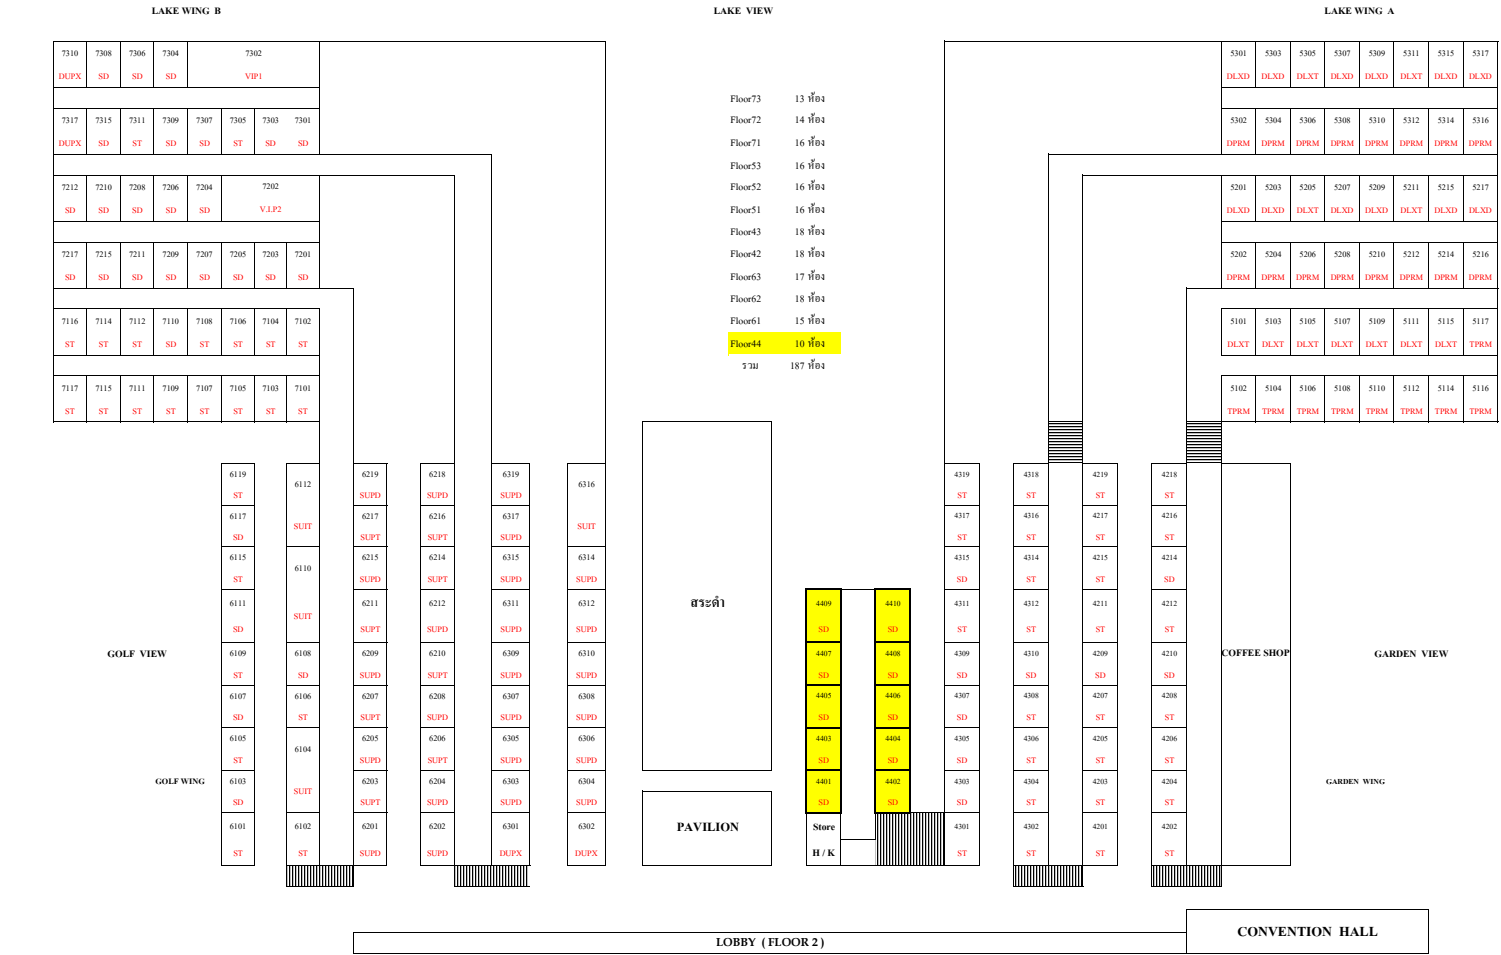 LAKE WING B LAKE VIEW LAKE WING A
7310 7308 7306 7304 7302
DUPX SD SD SD VIP1
7317 7315 7311 7309 7307 7305 7303 7301
DUPX SD ST SD SD ST SD SD
7212 7210 7208 7206 7204 7202
SD SD SD SD SD V.I.P2
7217 7215 7211 7209 7207 7205 7203 7201
SD SD SD SD SD SD SD SD
7116 7114 7112 7110 7108 7106 7104 7102
ST ST ST SD ST ST ST ST
7117 7115 7111 7109 7107 7105 7103 7101
ST ST ST ST ST ST ST ST
Floor73 13 ห้อง
Floor72 14 ห้อง
Floor71 16 ห้อง
Floor53 16 ห้อง
Floor52 16 ห้อง
Floor51 16 ห้อง
Floor43 18 ห้อง
Floor42 18 ห้อง
Floor63 17 ห้อง
Floor62 18 ห้อง
Floor61 15 ห้อง
Floor44 10 ห้อง
รวม 187 ห้อง
5301 5303 5305 5307 5309 5311 5315 5317
DLXD DLXD DLXT DLXD DLXD DLXT DLXD DLXD
5302 5304 5306 5308 5310 5312 5314 5316
DPRM DPRM DPRM DPRM DPRM DPRM DPRM DPRM
5201 5203 5205 5207 5209 5211 5215 5217
DLXD DLXD DLXT DLXD DLXD DLXT DLXD DLXD
5202 5204 5206 5208 5210 5212 5214 5216
DPRM DPRM DPRM DPRM DPRM DPRM DPRM DPRM
5101 5103 5105 5107 5109 5111 5115 5117
DLXT DLXT DLXT DLXT DLXT DLXT DLXT TPRM
5102 5104 5106 5108 5110 5112 5114 5116
TPRM TPRM TPRM TPRM TPRM TPRM TPRM TPRM
6119 6112 6219 6218 6319 6316 4319 4318 4219 4218
ST SUIT SUPD SUPD SUPD SUIT ST ST ST ST
6117 6217 6216 6317 4317 4316 4217 4216
SD SUPT SUPT SUPD ST ST ST ST
6115 6110 6215 6214 6315 6314 4315 4314 4215 4214
ST SUIT SUPD SUPT SUPD SUPD SD ST ST SD
สระดำ
6111 6211 6212 6311 6312 4409 4410 4311 4312 4211 4212
SD SUPT SUPD SUPD SUPD SD SD ST ST ST ST
GOLF VIEW 6109 6108 6209 6210 6309 6310 4407 4408 4309 4310 4209 4210 COFFEE SHOP GARDEN VIEW
ST SD SUPD SUPT SUPD SUPD SD SD SD SD SD SD
6107 6106 6207 6208 6307 6308 4405 4406 4307 4308 4207 4208
SD ST SUPT SUPD SUPD SUPD SD SD SD ST ST ST
6105 6104 6205 6206 6305 6306 4403 4404 4305 4306 4205 4206
ST SUIT SUPD SUPT SUPD SUPD SD SD SD ST ST ST
GOLF WING 6103 6203 6204 6303 6304 4401 4402 4303 4304 4203 4204 GARDEN WING
SD SUPT SUPD SUPD SUPD SD SD SD ST ST ST
6101 6102 6201 6202 6301 6302 PAVILION Store 4301 4302 4201 4202
ST ST SUPD SUPD DUPX DUPX H / K ST ST ST ST
CONVENTION HALL
LOBBY ( FLOOR 2 )